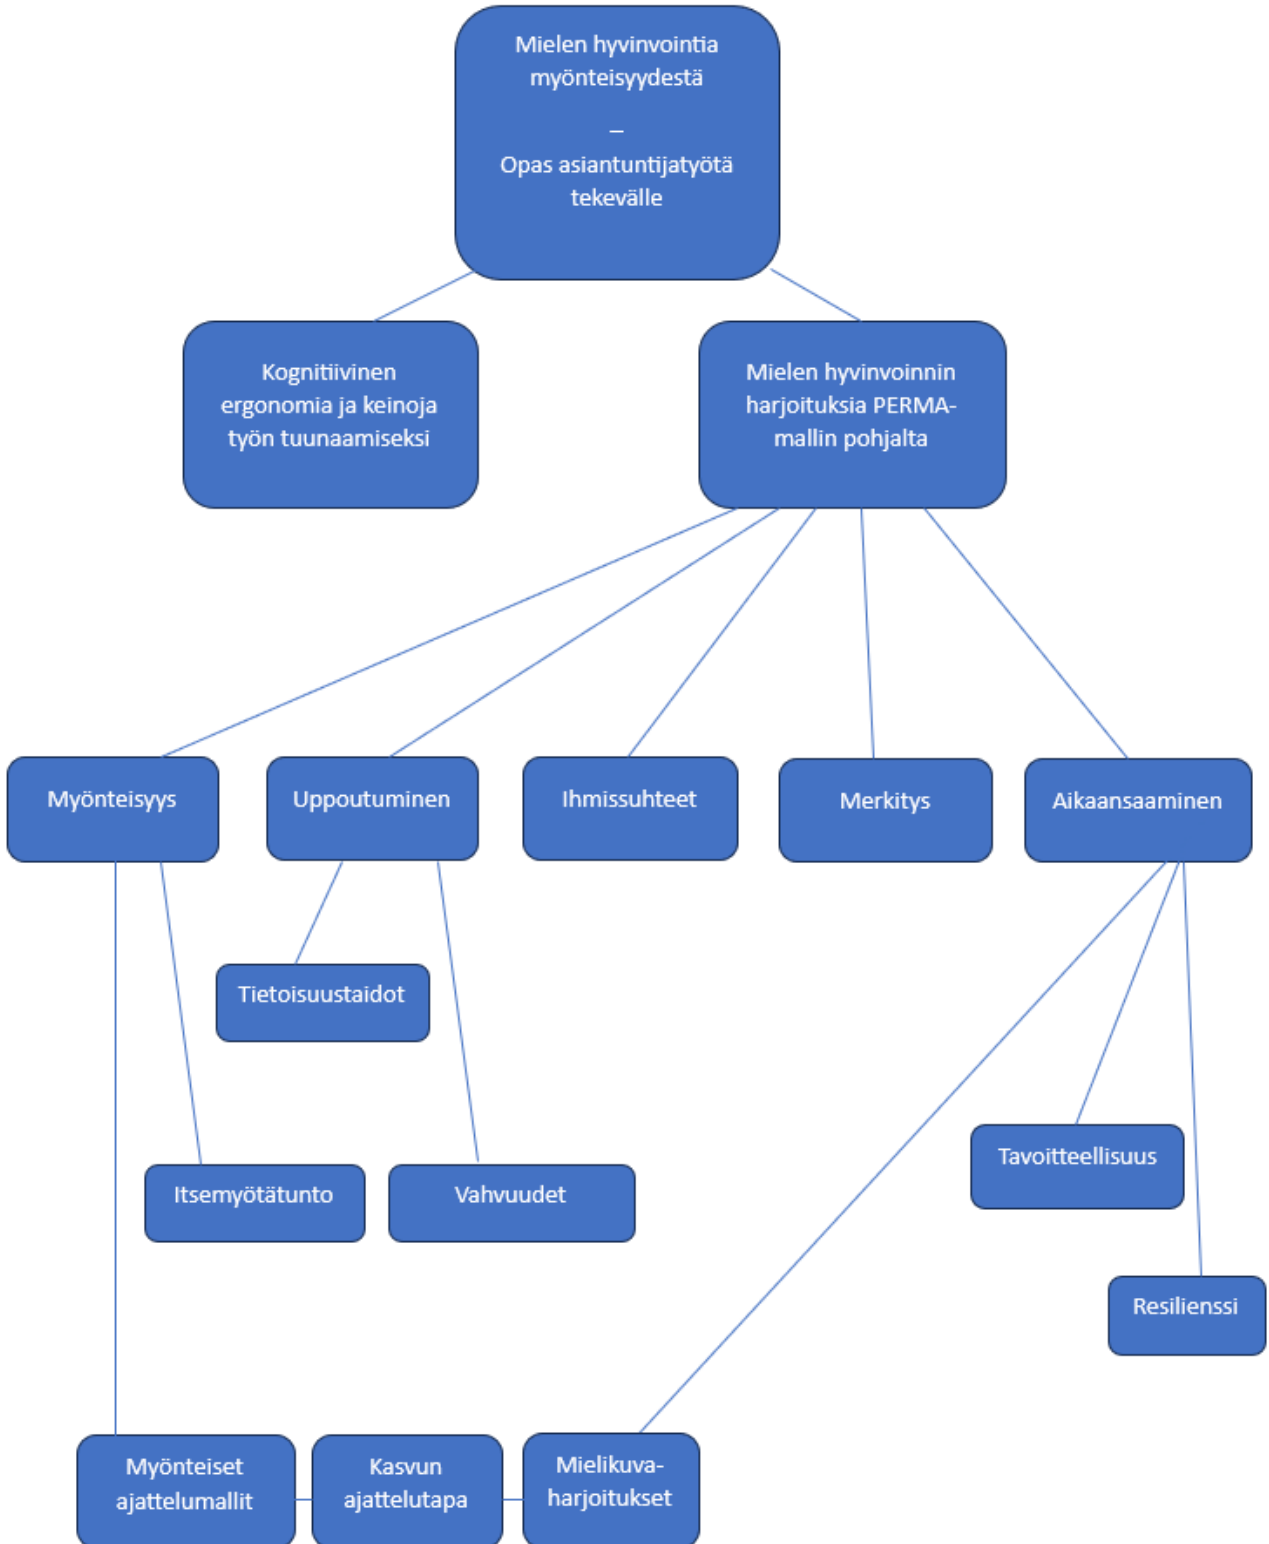 Mielen hyvinvointia
myönteisyydestä
–
Opas asiantuntijatyötä
tekevälle
Kognitiivinen
ergonomia ja keinoja
työn tuunaamiseksi
Mielen hyvinvoinnin
harjoituksia PERMA-
mallin pohjalta
Myönteisyys
Uppoutuminen
Ihmissuhteet
Merkitys
Aikaansaaminen
Tietoisuustaidot
Tavoitteellisuus
Itsemyötätunto
Vahvuudet
Resilienssi
Myönteiset
ajattelumallit
Kasvun
ajattelutapa
Mielikuva-
harjoitukset